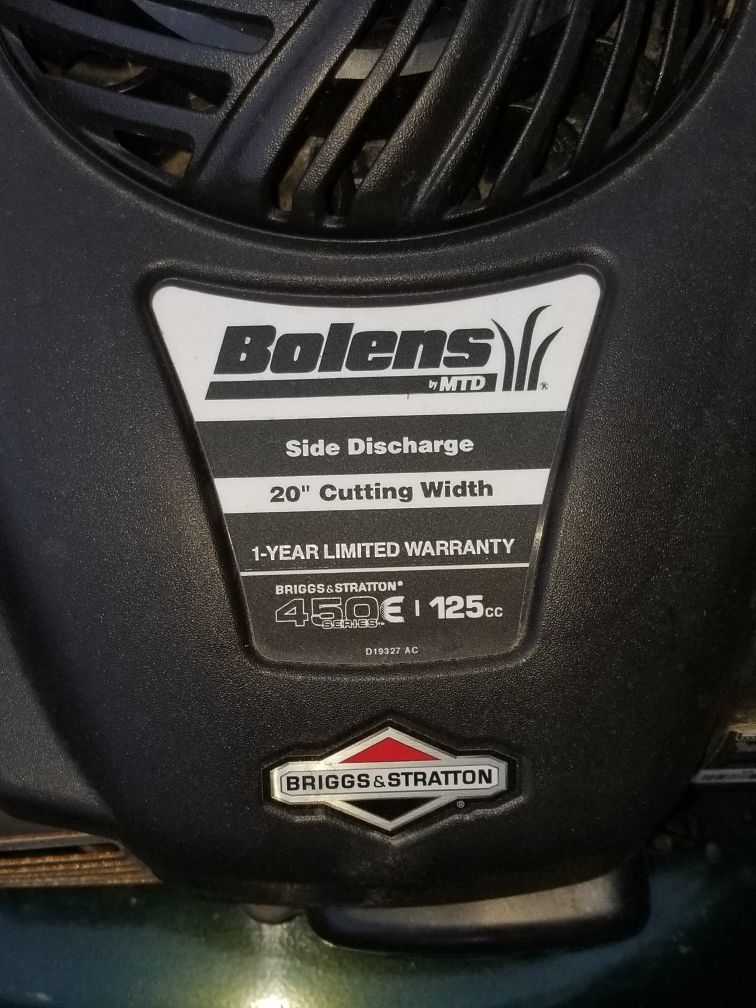 Bolens
by MTD ®
Side Discharge
20" Cutting Width
1-YEAR LIMITED WARRANTY
BRIGGS&STRATTON®
450E | 125cc
SERIES™
D19327 AC
BRIGGS&STRATTON
®